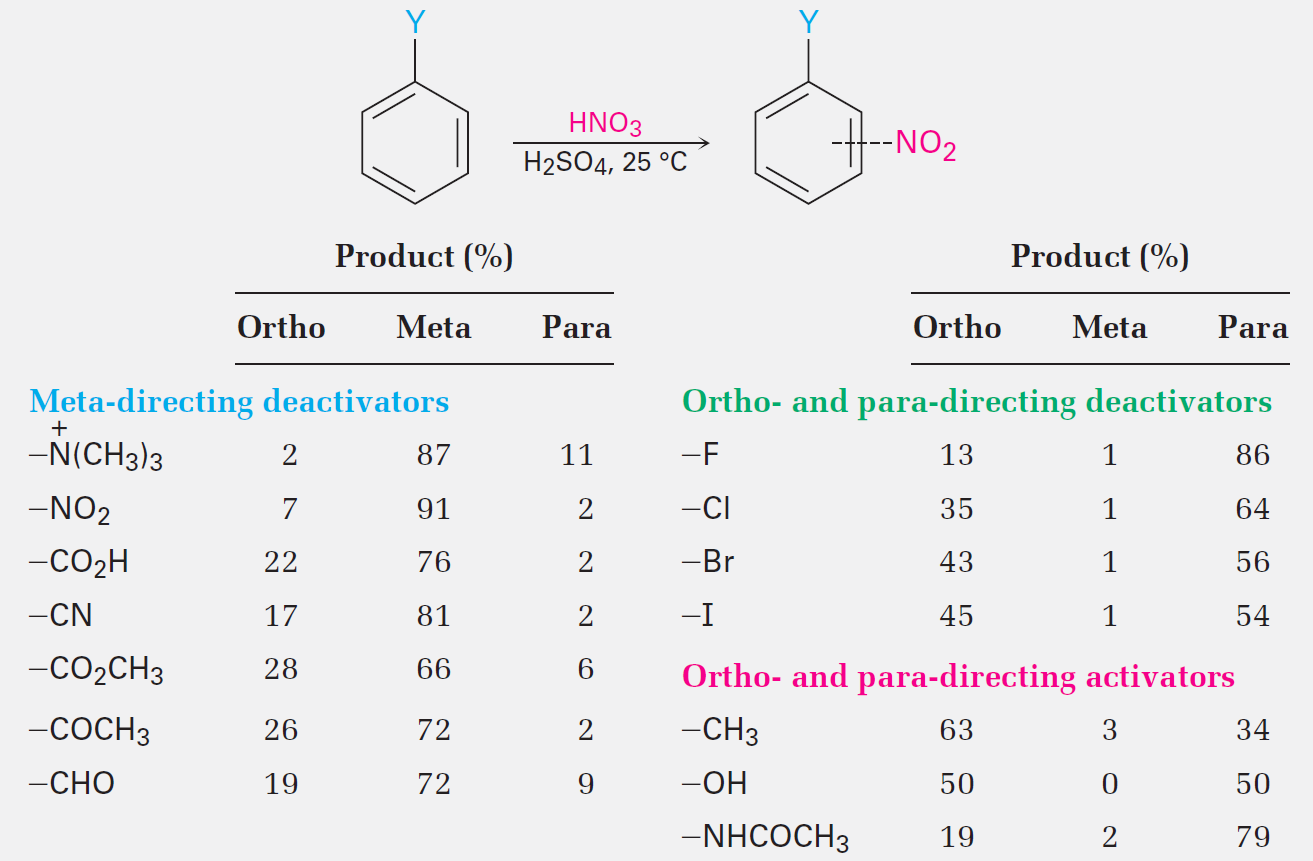 Y Y
HNO3
H2SO4, 25 °C
NO2
Product (%) Product (%)
Ortho Meta Para Ortho Meta Para
Meta-directing deactivators Ortho- and para-directing deactivators
+
–N(CH3)3 2 87 11 –F 13 1 86
–NO2 7 91 2 –Cl 35 1 64
–CO2H 22 76 2 –Br 43 1 56
–CN 17 81 2 –I 45 1 54
–CO2CH3 28 66 6 Ortho- and para-directing activators
–COCH3 26 72 2 –CH3 63 3 34
–CHO 19 72 9 –OH 50 0 50
–NHCOCH3 19 2 79